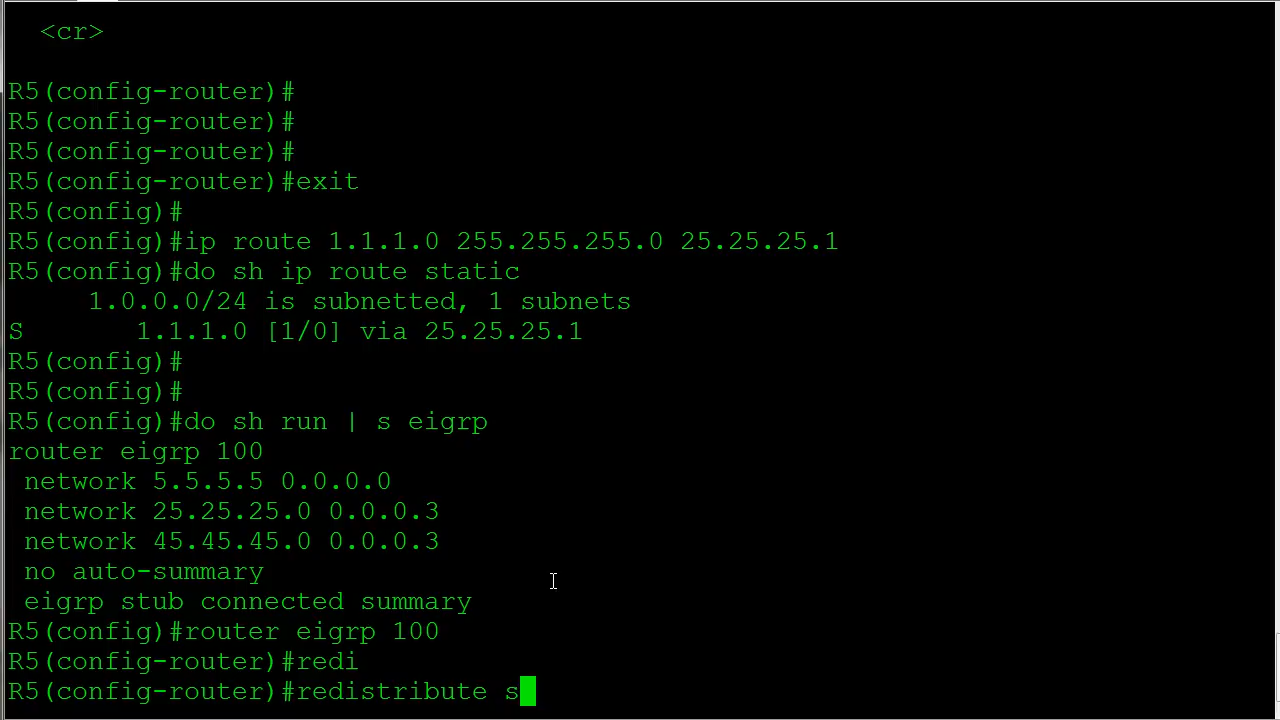 <cr>
R5(config-router)#
R5(config-router)#
R5(config-router)#
R5(config-router)#exit
R5(config)#
R5(config)#ip route 1.1.1.0 255.255.255.0 25.25.25.1
R5(config)#do sh ip route static
1.0.0.0/24 is subnetted, 1 subnets
S 1.1.1.0 [1/0] via 25.25.25.1
R5(config)#
R5(config)#
R5(config)#do sh run | s eigrp
router eigrp 100
network 5.5.5.5 0.0.0.0
network 25.25.25.0 0.0.0.3
network 45.45.45.0 0.0.0.3
no auto-summary
eigrp stub connected summary
R5(config)#router eigrp 100
R5(config-router)#redi
R5(config-router)#redistribute s